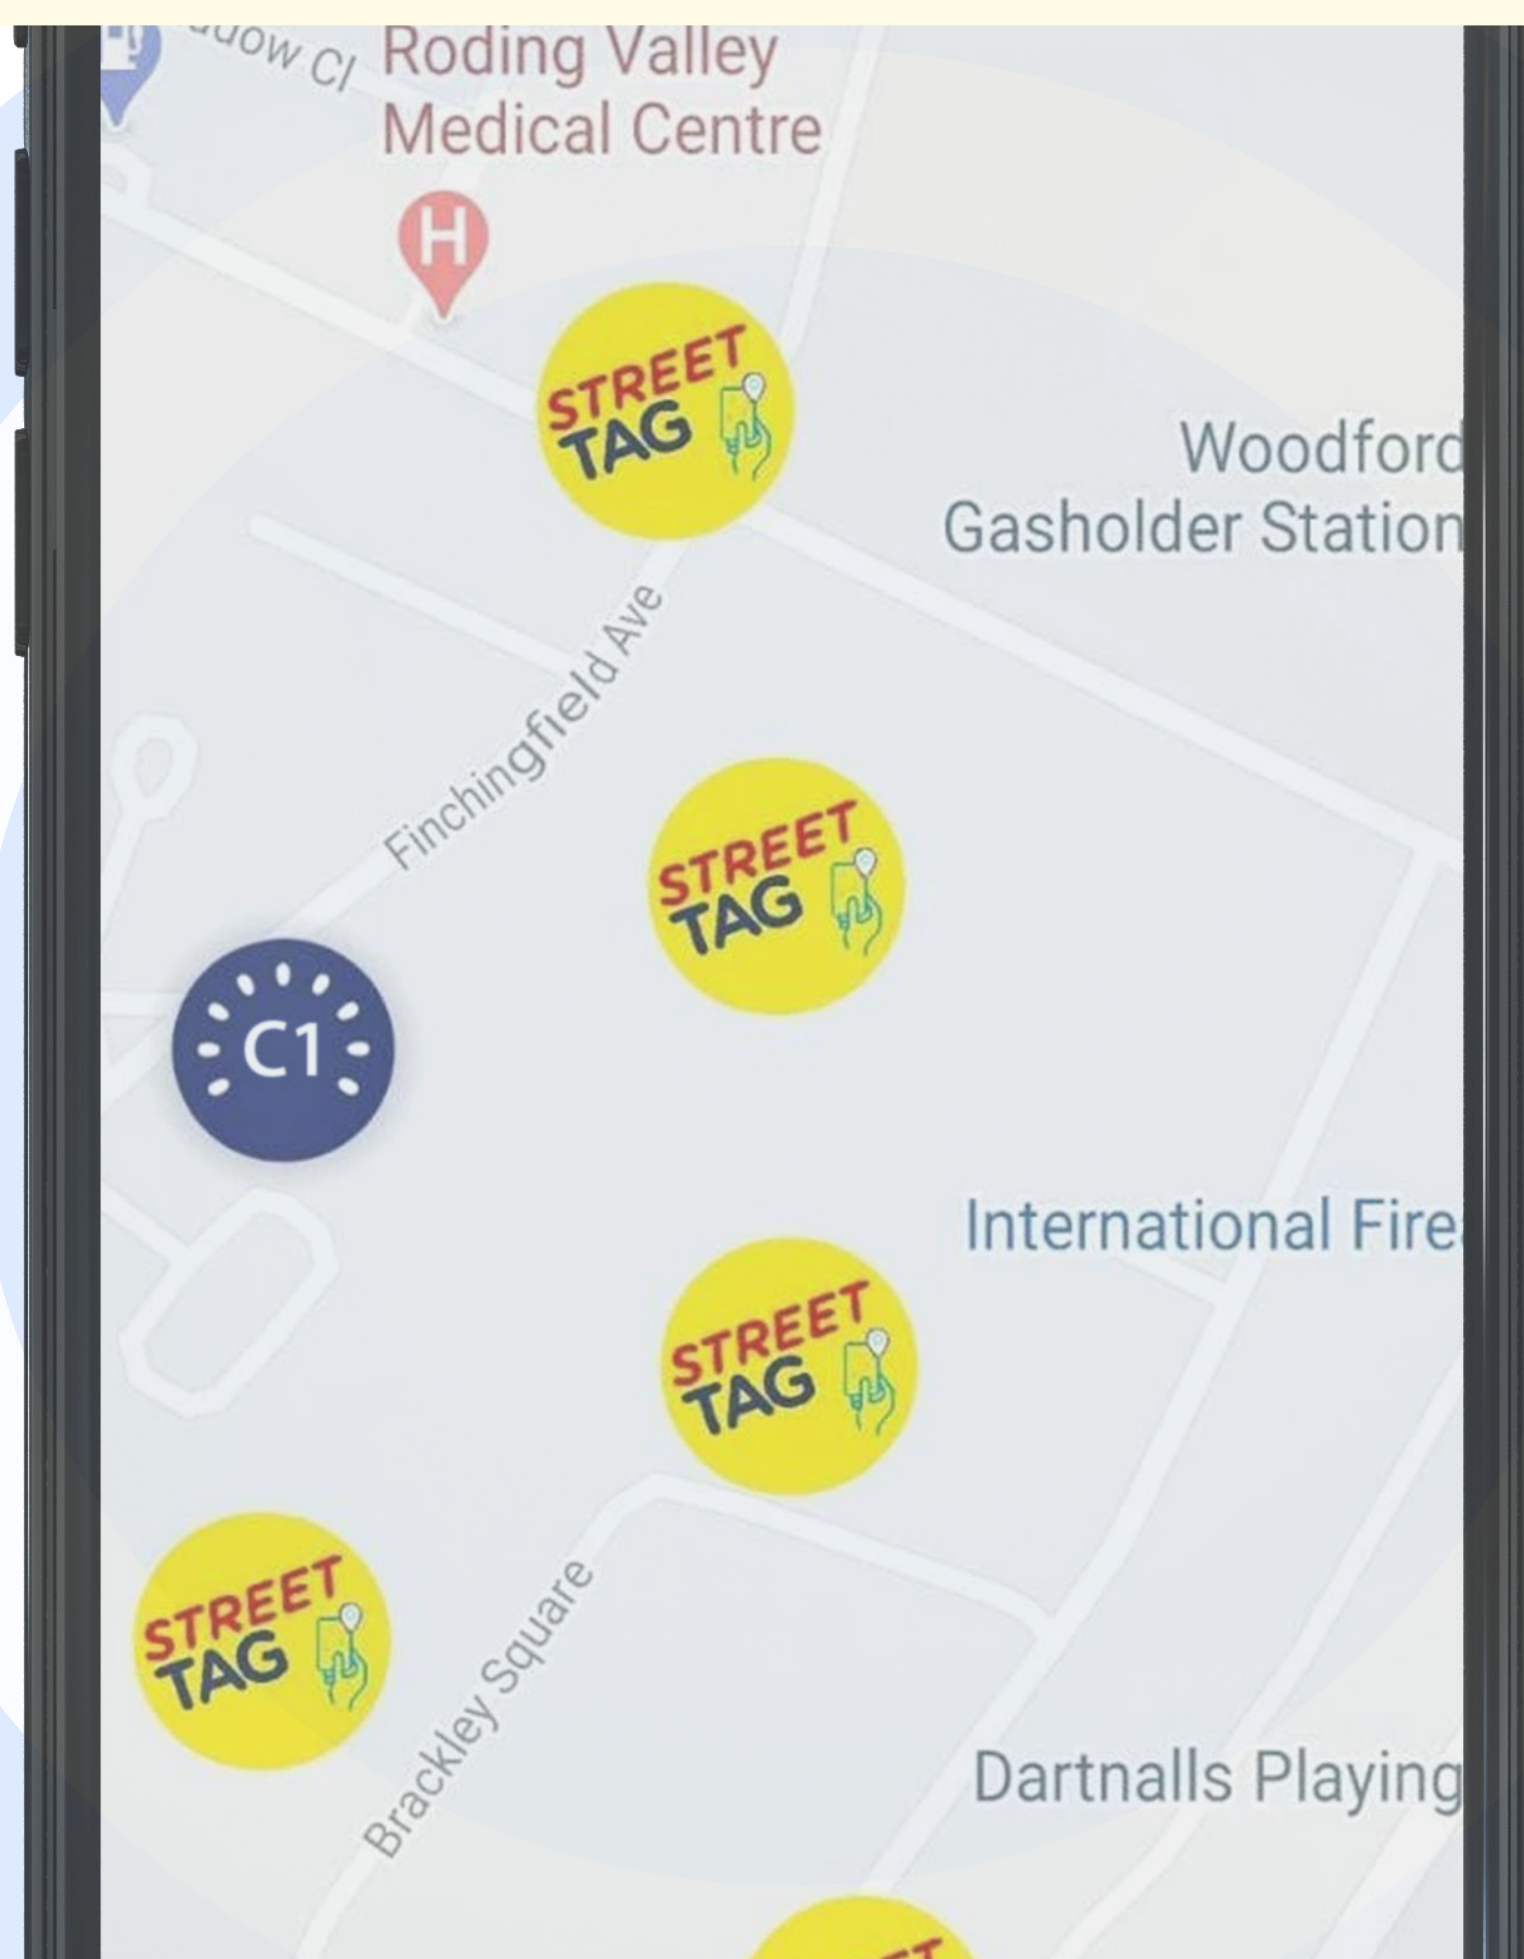 Roding Valley
Medical Centre
H
STREET
TAG
Woodford
Gasholder Station
Finchingfield Ave
STREET
TAG
C1
International Fire
STREET
TAG
STREET
TAG
Brackley Square
Dartnalls Playing